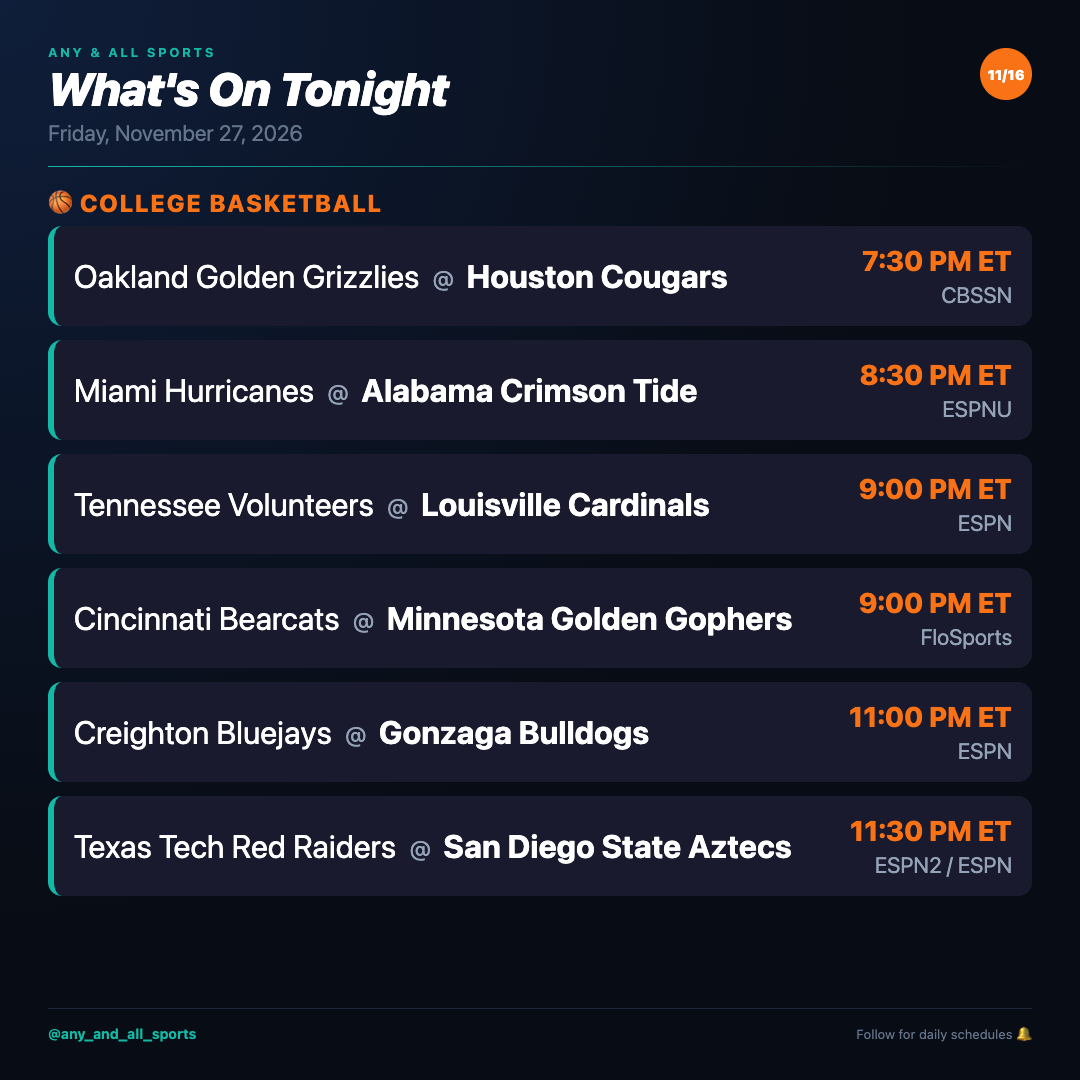 ANY & ALL SPORTS
What's On Tonight
11/16
Friday, November 27, 2026
🏀 COLLEGE BASKETBALL
Oakland Golden Grizzlies @ Houston Cougars
7:30 PM ET
CBSSN
Miami Hurricanes @ Alabama Crimson Tide
8:30 PM ET
ESPNU
Tennessee Volunteers @ Louisville Cardinals
9:00 PM ET
ESPN
Cincinnati Bearcats @ Minnesota Golden Gophers
9:00 PM ET
FloSports
Creighton Bluejays @ Gonzaga Bulldogs
11:00 PM ET
ESPN
Texas Tech Red Raiders @ San Diego State Aztecs
11:30 PM ET
ESPN2 / ESPN
@any_and_all_sports
Follow for daily schedules 🔔